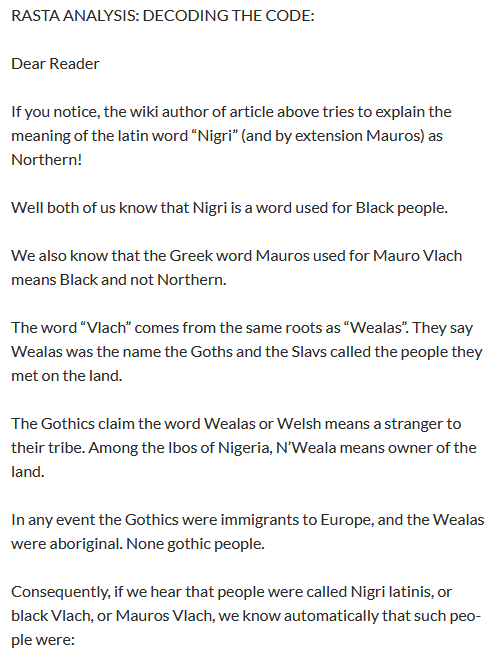 RASTA ANALYSIS: DECODING THE CODE:
Dear Reader
If you notice, the wiki author of article above tries to explain the
meaning of the latin word “Nigri” (and by extension Mauros) as
Northern!
Well both of us know that Nigri is a word used for Black people.
We also know that the Greek word Mauros used for Mauro Vlach
means Black and not Northern.
The word “Vlach” comes from the same roots as “Wealas”. They say
Wealas was the name the Goths and the Slavs called the people they
met on the land.
The Gothics claim the word Wealas or Welsh means a stranger to
their tribe. Among the Ibos of Nigeria, N’Weala means owner of the
land.
In any event the Gothics were immigrants to Europe, and the Wealas
were aboriginal. None gothic people.
Consequently, if we hear that people were called Nigri latinis, or
black Vlach, or Mauros Vlach, we know automatically that such peo-
ple were: